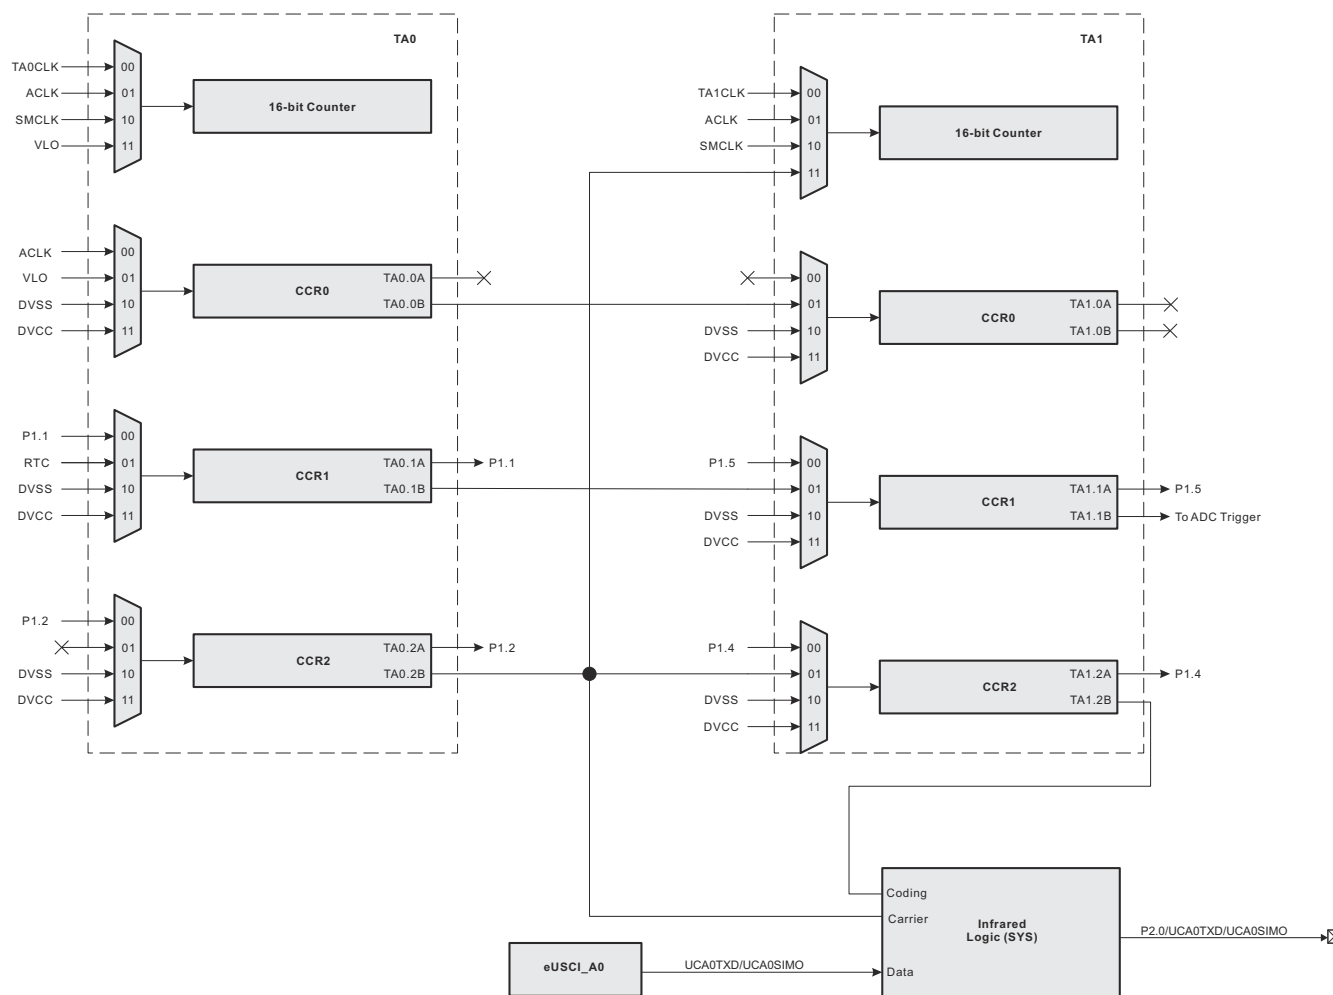 TA0
TA0CLK
00
ACLK
01
SMCLK
10
VLO
11
16-bit Counter
ACLK
00
VLO
01
DVSS
10
DVCC
11
CCR0
TA0.0A
TA0.0B
P1.1
00
RTC
01
DVSS
10
DVCC
11
CCR1
TA0.1A
P1.1
TA0.1B
P1.2
00
01
DVSS
10
DVCC
11
CCR2
TA0.2A
P1.2
TA0.2B
TA1
TA1CLK
00
ACLK
01
SMCLK
10
11
16-bit Counter
00
01
DVSS
10
DVCC
11
CCR0
TA1.0A
TA1.0B
P1.5
00
01
DVSS
10
DVCC
11
CCR1
TA1.1A
P1.5
TA1.1B
To ADC Trigger
P1.4
00
01
DVSS
10
DVCC
11
CCR2
TA1.2A
P1.4
TA1.2B
Coding
Carrier
Data
Infrared
Logic (SYS)
P2.0/UCA0TXD/UCA0SIMO
eUSCI_A0
UCA0TXD/UCA0SIMO